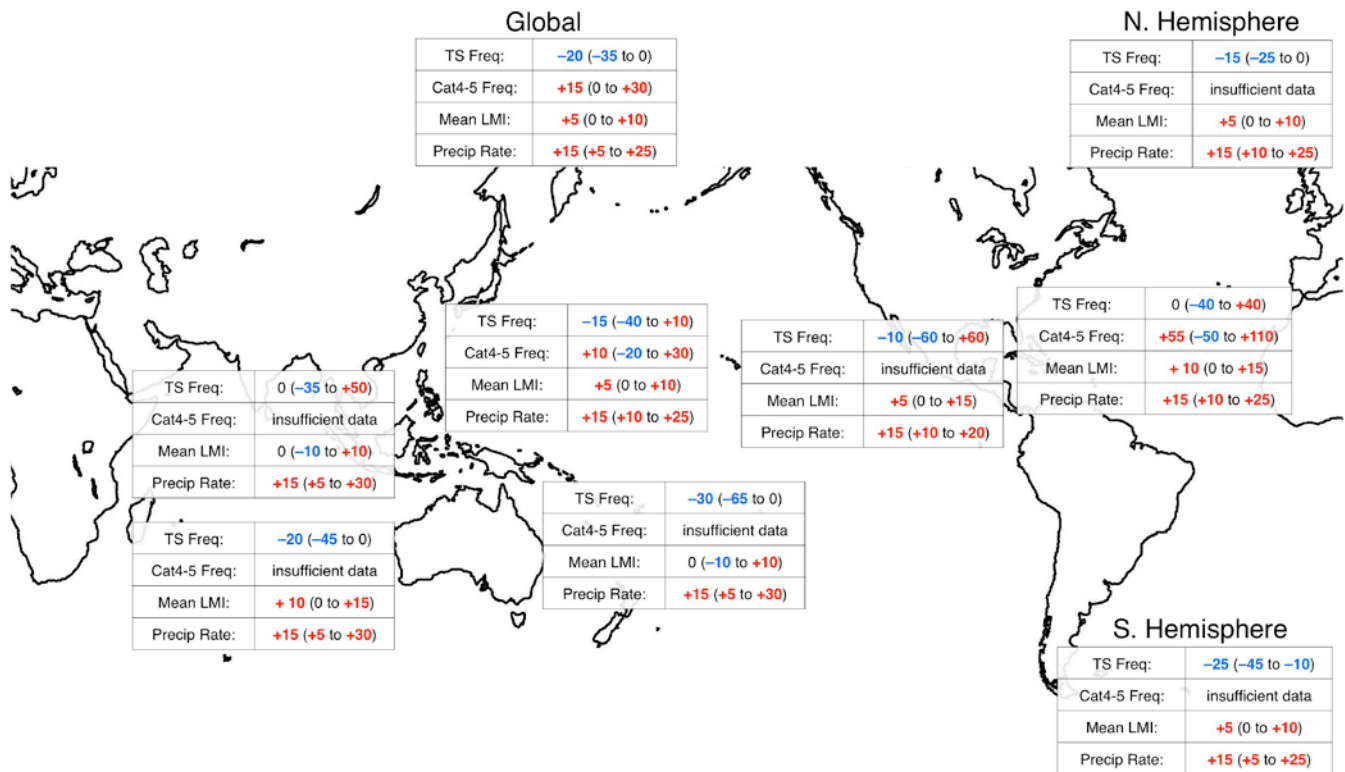 Global
TS Freq: –20 (–35 to 0)
Cat4-5 Freq: +15 (0 to +30)
Mean LMI: +5 (0 to +10)
Precip Rate: +15 (+5 to +25)
N. Hemisphere
TS Freq: –15 (–25 to 0)
Cat4-5 Freq: insufficient data
Mean LMI: +5 (0 to +10)
Precip Rate: +15 (+10 to +25)
TS Freq: 0 (–35 to +50)
Cat4-5 Freq: insufficient data
Mean LMI: 0 (–10 to +10)
Precip Rate: +15 (+5 to +30)
TS Freq: –15 (–40 to +10)
Cat4-5 Freq: +10 (–20 to +30)
Mean LMI: +5 (0 to +10)
Precip Rate: +15 (+10 to +25)
TS Freq: –10 (–60 to +60)
Cat4-5 Freq: insufficient data
Mean LMI: +5 (0 to +15)
Precip Rate: +15 (+10 to +20)
TS Freq: 0 (–40 to +40)
Cat4-5 Freq: +55 (–50 to +110)
Mean LMI: + 10 (0 to +15)
Precip Rate: +15 (+10 to +25)
TS Freq: –20 (–45 to 0)
Cat4-5 Freq: insufficient data
Mean LMI: + 10 (0 to +15)
Precip Rate: +15 (+5 to +30)
TS Freq: –30 (–65 to 0)
Cat4-5 Freq: insufficient data
Mean LMI: 0 (–10 to +10)
Precip Rate: +15 (+5 to +30)
S. Hemisphere
TS Freq: –25 (–45 to –10)
Cat4-5 Freq: insufficient data
Mean LMI: +5 (0 to +10)
Precip Rate: +15 (+5 to +25)